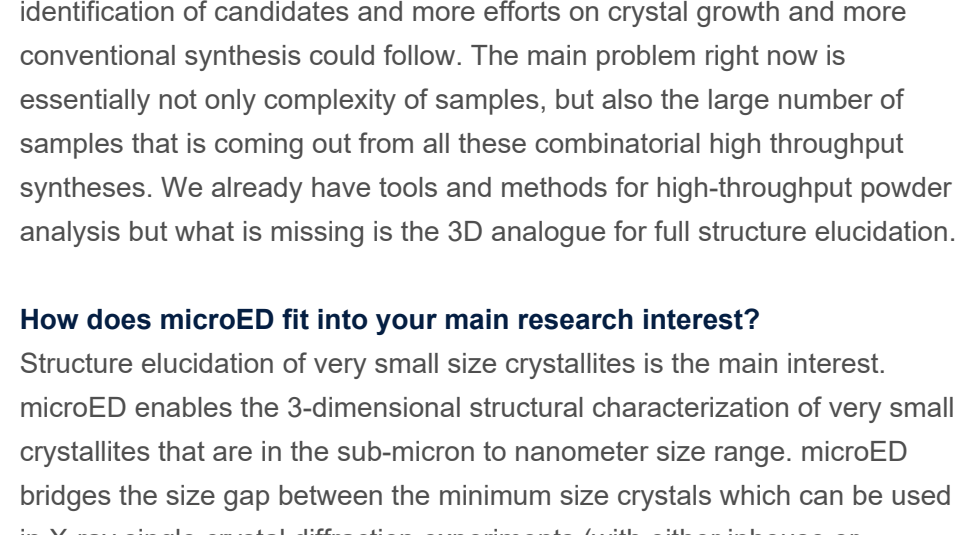 identification of candidates and more efforts on crystal growth and more
conventional synthesis could follow. The main problem right now is
essentially not only complexity of samples, but also the large number of
samples that is coming out from all these combinatorial high throughput
syntheses. We already have tools and methods for high-throughput powder
analysis but what is missing is the 3D analogue for full structure elucidation.
How does microED fit into your main research interest?
Structure elucidation of very small size crystallites is the main interest.
microED enables the 3-dimensional structural characterization of very small
crystallites that are in the sub-micron to nanometer size range. microED
bridges the size gap between the minimum size crystals which can be used
in X-ray single crystal diffraction experiments (with either inhouse or